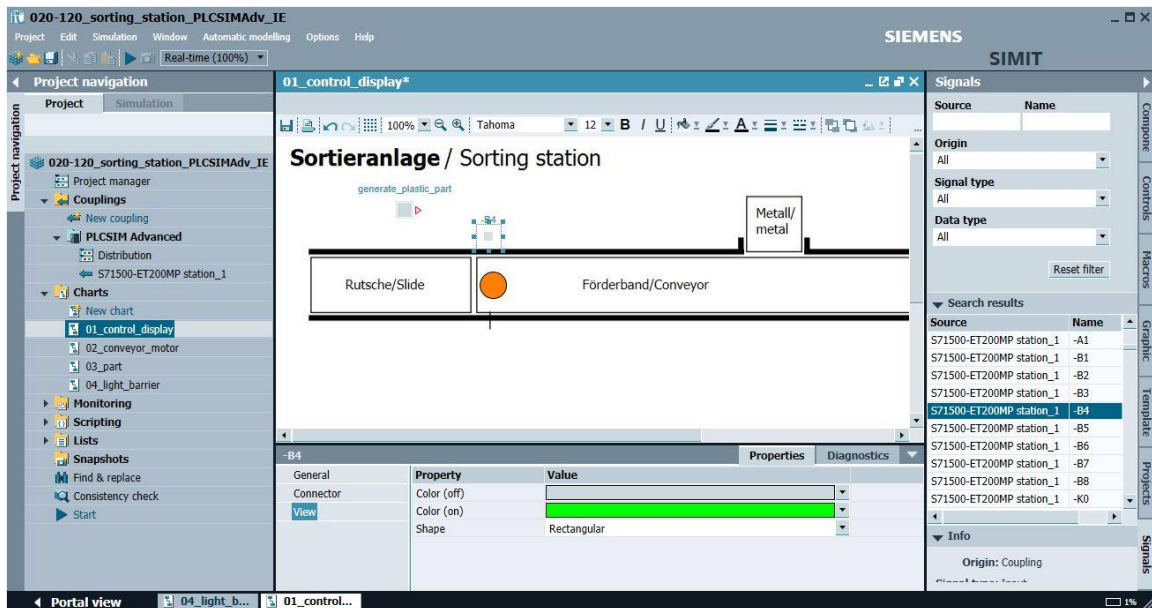 020-120_sorting_station_PLCSIMAdv_IE
Project Edit Simulation Window Automatic modelling Options Help
SIEMENS
SIMIT
Real-time (100%)
Project navigation
Project navigation
Project Simulation
020-120_sorting_station_PLCSIMAdv_IE
Project manager
Couplings
New coupling
PLCSIM Advanced
Distribution
S71500-ET200MP station_1
Charts
New chart
01_control_display
02_conveyor_motor
03_part
04_light_barrier
Monitoring
Scripting
Lists
Snapshots
Find & replace
Consistency check
Start
01_control_display*
100% Tahoma 12 B I U A ...
Sortieranlage / Sorting station
generate_plastic_part
-B4
Metall/
metal
Rutsche/Slide
Förderband/Conveyor
-B4 Properties Diagnostics
General
Connector
View
Property Value
Color (off)
Color (on)
Shape Rectangular
Signals
Source Name
Origin
All
Signal type
All
Data type
All
Reset filter
Search results
Source Name
S71500-ET200MP station_1 -A1
S71500-ET200MP station_1 -B1
S71500-ET200MP station_1 -B2
S71500-ET200MP station_1 -B3
S71500-ET200MP station_1 -B4
S71500-ET200MP station_1 -B5
S71500-ET200MP station_1 -B6
S71500-ET200MP station_1 -B7
S71500-ET200MP station_1 -B8
S71500-ET200MP station_1 -K0
Info
Origin: Coupling
Compone
Controls
Macros
Graphic
Template
Projects
Signals
Portal view 04_light_b... 01_control...
1%